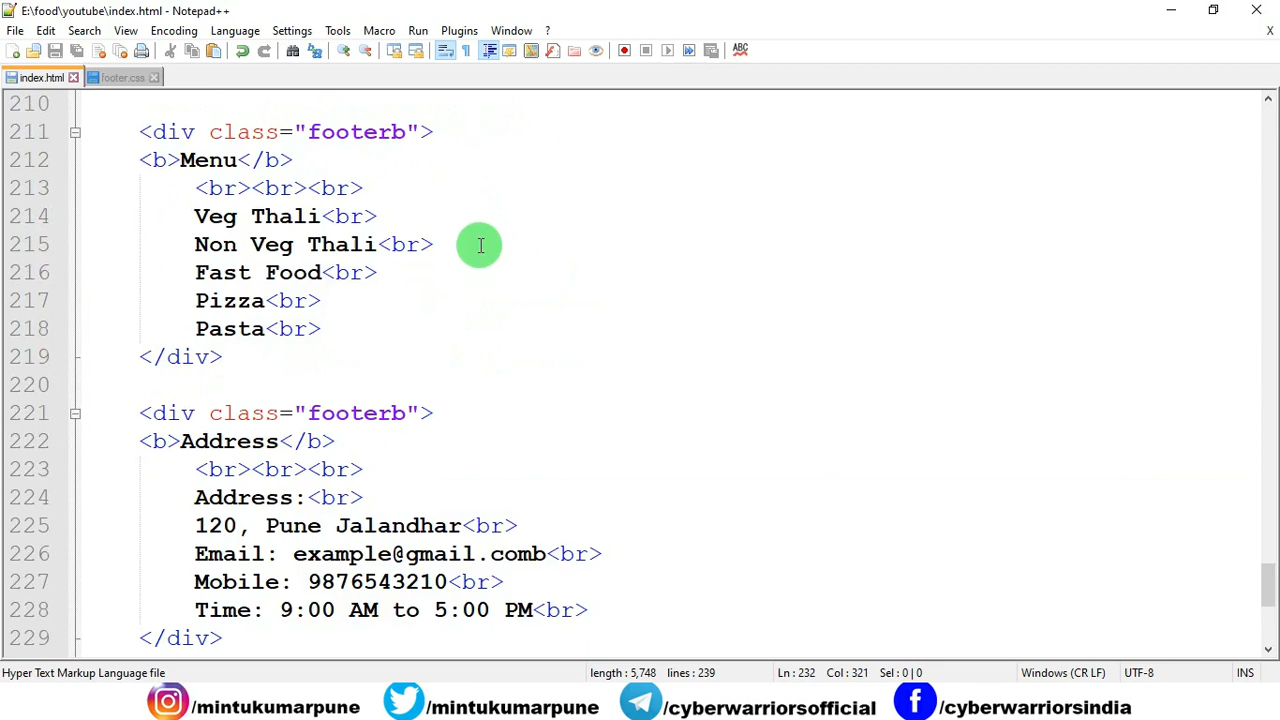 E:\food\youtube\index.html - Notepad++
File Edit Search View Encoding Language Settings Tools Macro Run Plugins Window ? X
ABC
index.html footer.css
210
211 <div class="footerb">
212 <b>Menu</b>
213 <br><br><br>
214 Veg Thali<br>
215 Non Veg Thali<br>
216 Fast Food<br>
217 Pizza<br>
218 Pasta<br>
219 </div>
220
221 <div class="footerb">
222 <b>Address</b>
223 <br><br><br>
224 Address:<br>
225 120, Pune Jalandhar<br>
226 Email: example@gmail.comb<br>
227 Mobile: 9876543210<br>
228 Time: 9:00 AM to 5:00 PM<br>
229 </div>
Hyper Text Markup Language file length : 5,748 lines : 239 Ln : 232 Col : 321 Sel : 0 | 0 Windows (CR LF) UTF-8 INS
/mintukumarpune /mintukumarpune /cyberwarriorsofficial f /cyberwarriorsindia